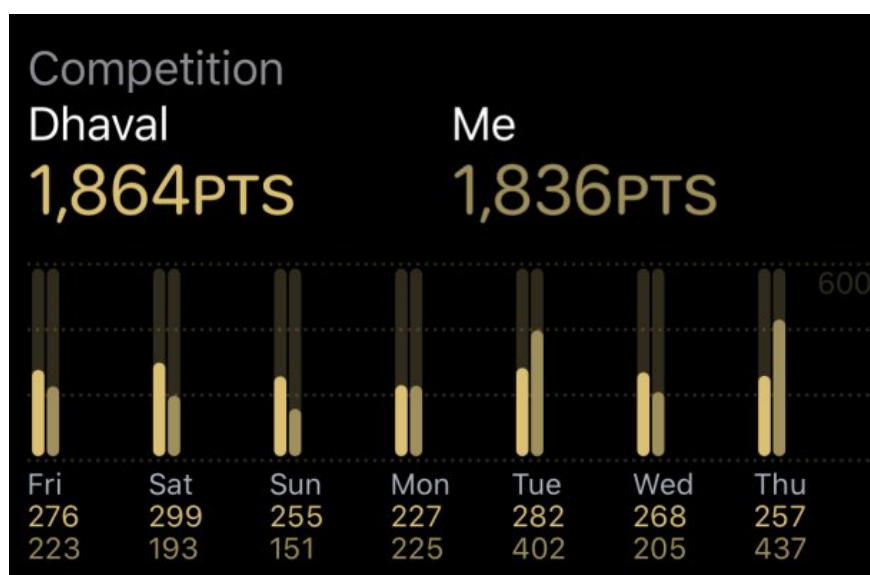 Competition
Dhaval Me
1,864PTS 1,836PTS
600
Fri Sat Sun Mon Tue Wed Thu
276 299 255 227 282 268 257
223 193 151 225 402 205 437